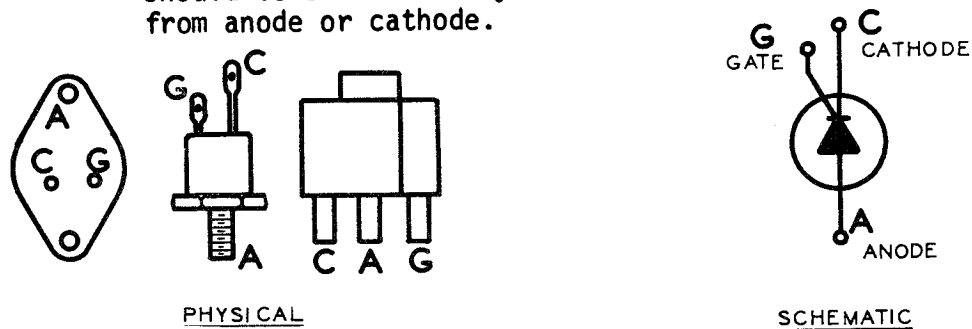 from anode or cathode.
G C
GATE CATHODE
A
C G
G C
A
C A G
A
ANODE
PHYSICAL
SCHEMATIC